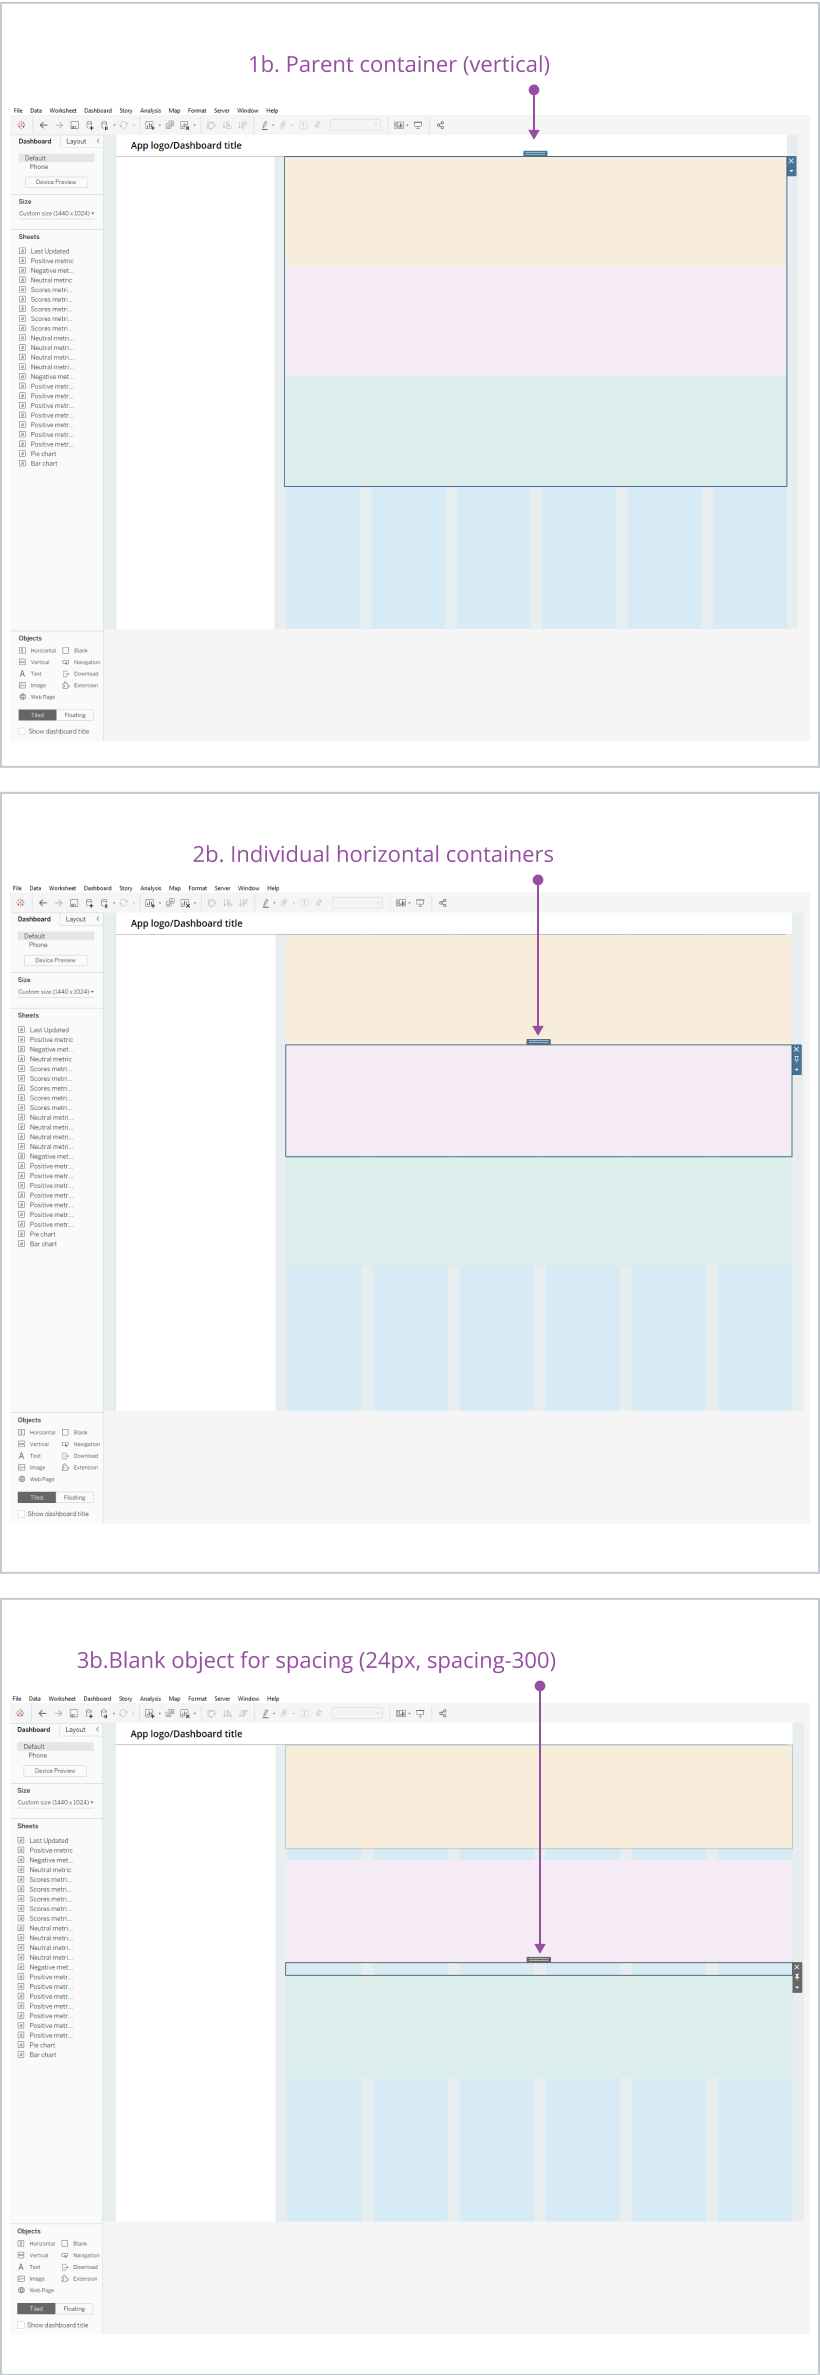 1b. Parent container (vertical)
File Data Worksheet Dashboard Story Analysis Map Format Server Window Help
Dashboard Layout <
App logo/Dashboard title
Default
Phone
Device Preview
Size
Custom size (1440 x 1024)
Sheets
Last Updated
Positive metric
Negative met...
Neutral metric
Scores metri...
Scores metri...
Scores metri...
Scores metri...
Scores metri...
Neutral metri...
Neutral metri...
Neutral metri...
Neutral metri...
Negative met...
Positive metr...
Positive metr...
Positive metr...
Positive metr...
Positive metr...
Positive metr...
Positive metr...
Pie chart
Bar chart
Objects
Horizontal Blank
Vertical Navigation
Text Download
Image Extension
Web Page
Tiled Floating
Show dashboard title
2b. Individual horizontal containers
File Data Worksheet Dashboard Story Analysis Map Format Server Window Help
Dashboard Layout <
App logo/Dashboard title
Default
Phone
Device Preview
Size
Custom size (1440 x 1024)
Sheets
Last Updated
Positive metric
Negative met...
Neutral metric
Scores metri...
Scores metri...
Scores metri...
Scores metri...
Scores metri...
Neutral metri...
Neutral metri...
Neutral metri...
Neutral metri...
Negative met...
Positive metr...
Positive metr...
Positive metr...
Positive metr...
Positive metr...
Positive metr...
Positive metr...
Pie chart
Bar chart
Objects
Horizontal Blank
Vertical Navigation
Text Download
Image Extension
Web Page
Tiled Floating
Show dashboard title
3b.Blank object for spacing (24px, spacing-300)
File Data Worksheet Dashboard Story Analysis Map Format Server Window Help
Dashboard Layout <
App logo/Dashboard title
Default
Phone
Device Preview
Size
Custom size (1440 x 1024)
Sheets
Last Updated
Positive metric
Negative met...
Neutral metric
Scores metri...
Scores metri...
Scores metri...
Scores metri...
Scores metri...
Neutral metri...
Neutral metri...
Neutral metri...
Neutral metri...
Negative met...
Positive metr...
Positive metr...
Positive metr...
Positive metr...
Positive metr...
Positive metr...
Positive metr...
Pie chart
Bar chart
Objects
Horizontal Blank
Vertical Navigation
Text Download
Image Extension
Web Page
Tiled Floating
Show dashboard title